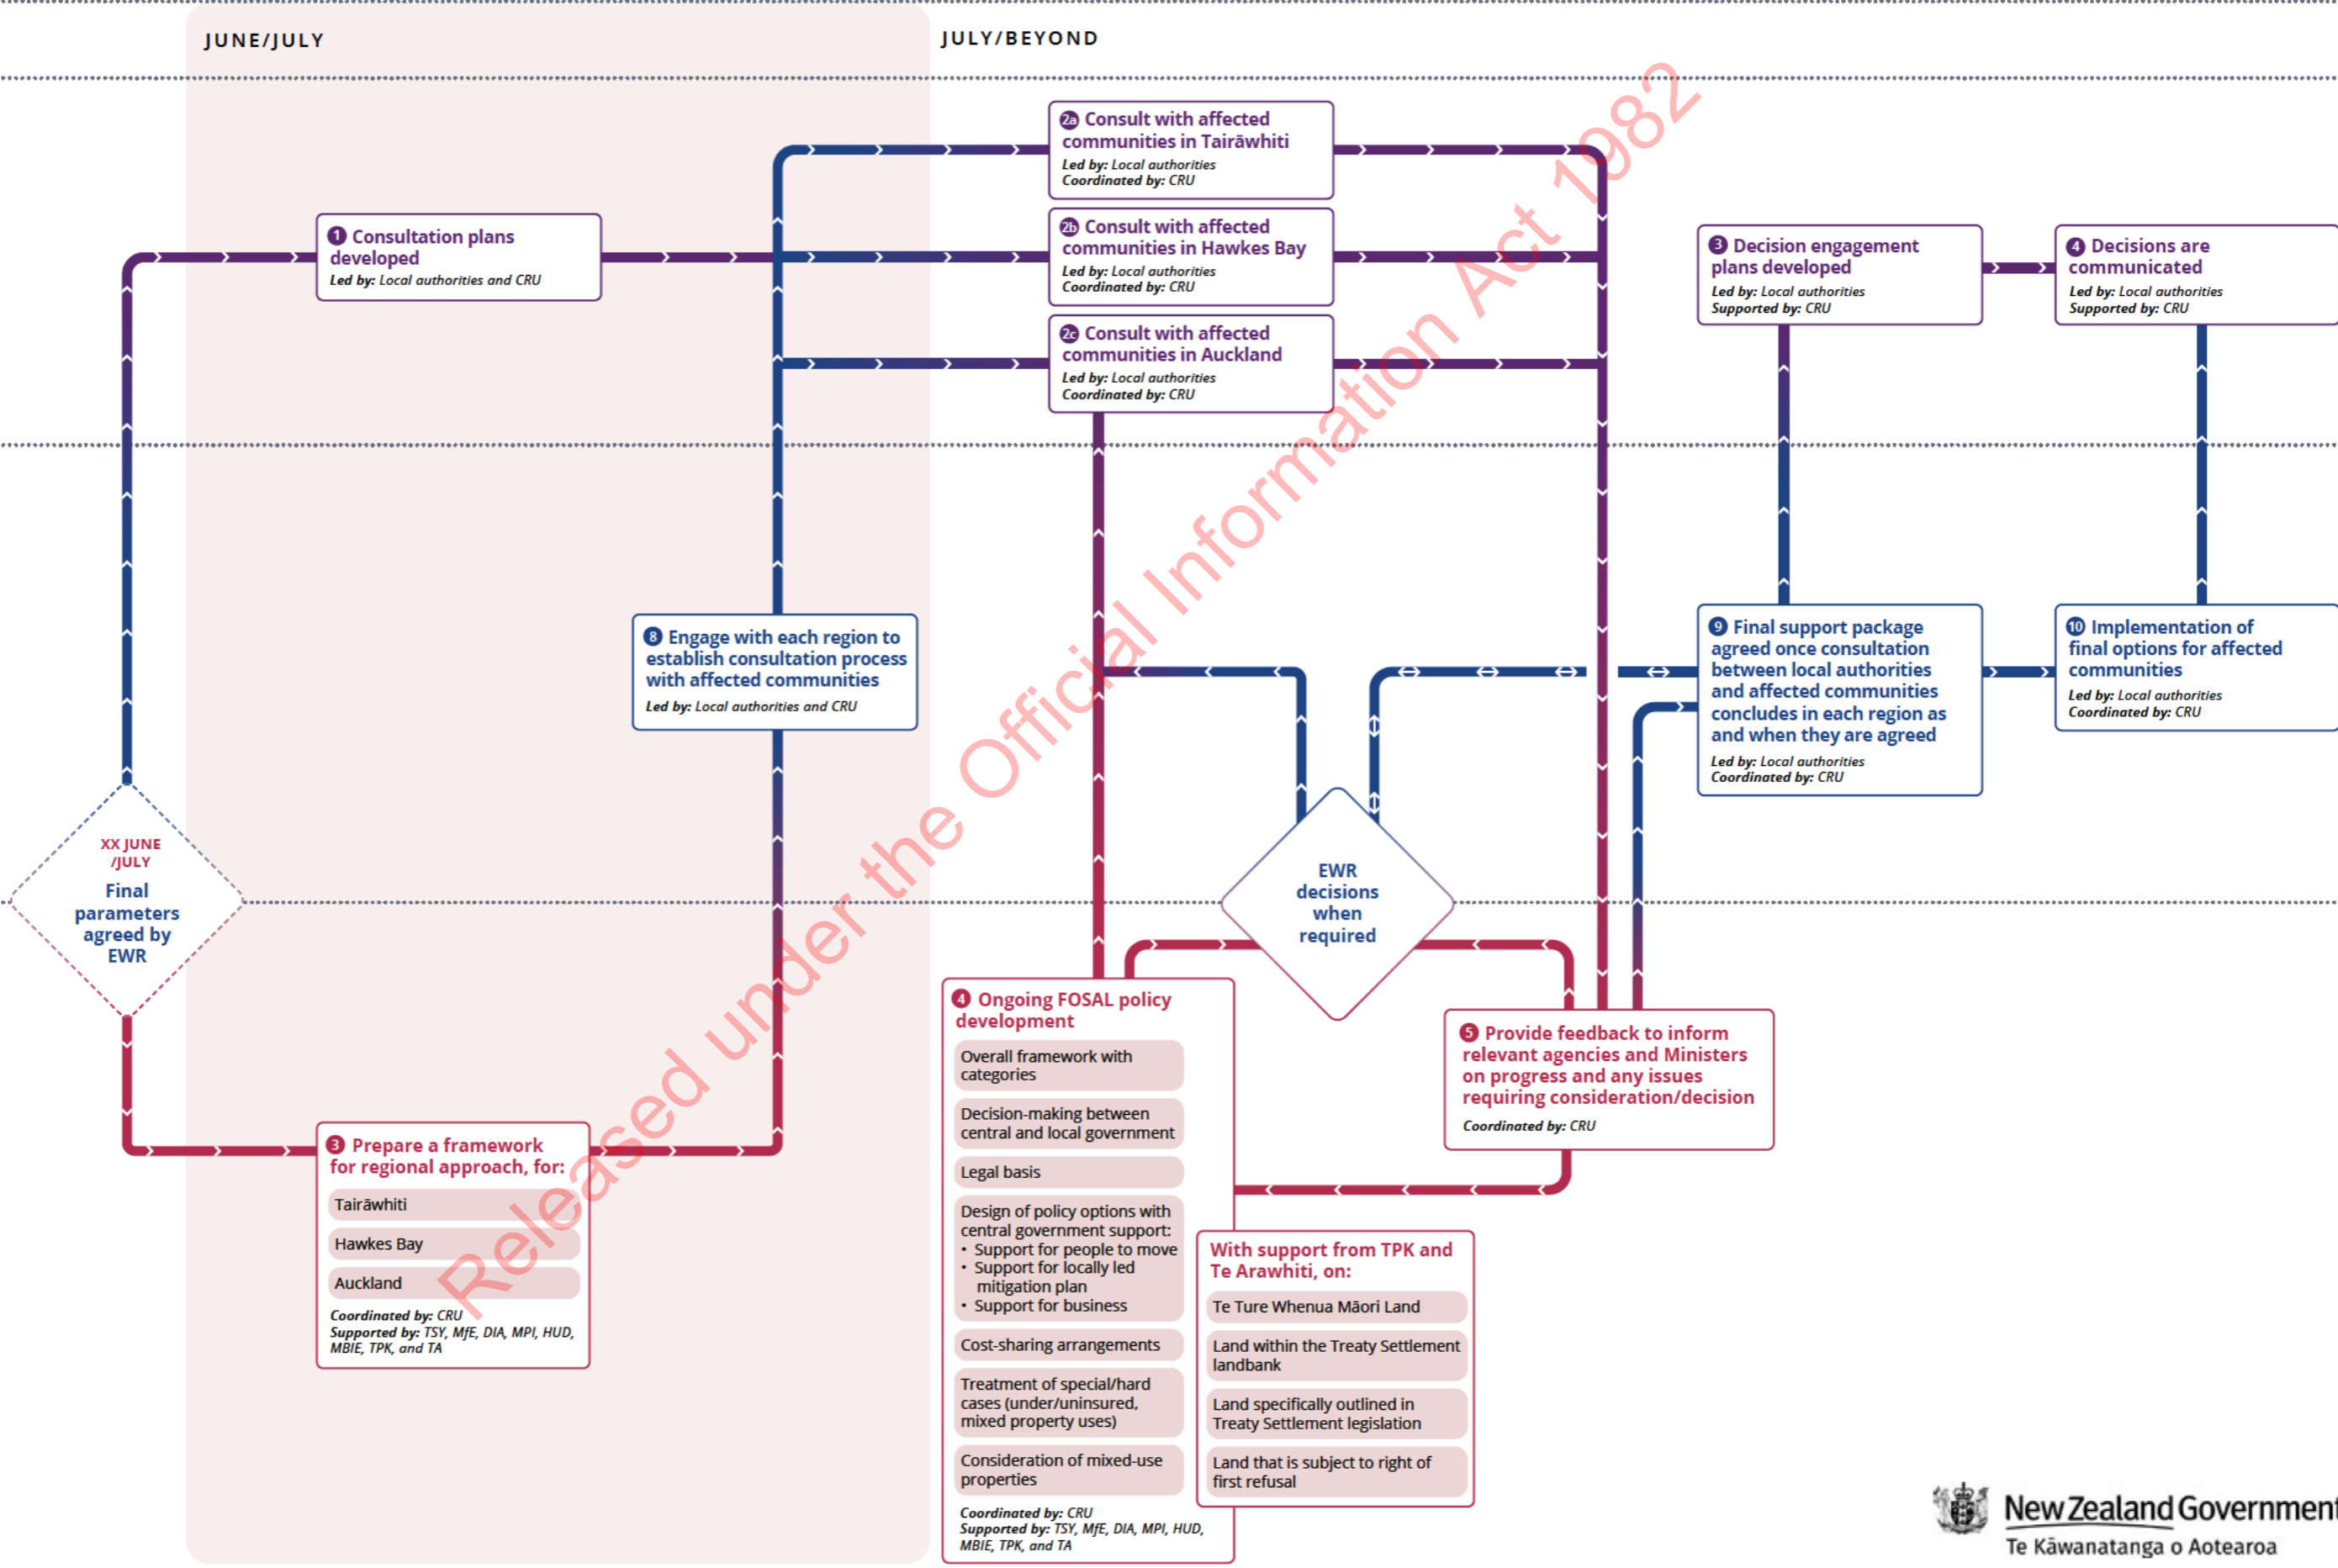 JUNE/JULY
JULY/BEYOND
2a Consult with affected
communities in Tairāwhiti
Led by: Local authorities
Coordinated by: CRU
1 Consultation plans
developed
Led by: Local authorities and CRU
2b Consult with affected
communities in Hawkes Bay
Led by: Local authorities
Coordinated by: CRU
2c Consult with affected
communities in Auckland
Led by: Local authorities
Coordinated by: CRU
3 Decision engagement
plans developed
Led by: Local authorities
Supported by: CRU
4 Decisions are
communicated
Led by: Local authorities
Supported by: CRU
8 Engage with each region to
establish consultation process
with affected communities
Led by: Local authorities and CRU
9 Final support package
agreed once consultation
between local authorities
and affected communities
concludes in each region as
and when they are agreed
Led by: Local authorities
Coordinated by: CRU
10 Implementation of
final options for affected
communities
Led by: Local authorities
Coordinated by: CRU
XX JUNE
/JULY
Final
parameters
agreed by
EWR
EWR
decisions
when
required
3 Prepare a framework
for regional approach, for:
Tairāwhiti
Hawkes Bay
Auckland
Coordinated by: CRU
Supported by: TSY, MfE, DIA, MPI, HUD,
MBIE, TPK, and TA
4 Ongoing FOSAL policy
development
Overall framework with
categories
Decision-making between
central and local government
Legal basis
Design of policy options with
central government support:
• Support for people to move
• Support for locally led
mitigation plan
• Support for business
Cost-sharing arrangements
Treatment of special/hard
cases (under/uninsured,
mixed property uses)
Consideration of mixed-use
properties
Coordinated by: CRU
Supported by: TSY, MfE, DIA, MPI, HUD,
MBIE, TPK, and TA
5 Provide feedback to inform
relevant agencies and Ministers
on progress and any issues
requiring consideration/decision
Coordinated by: CRU
With support from TPK and
Te Arawhiti, on:
Te Ture Whenua Māori Land
Land within the Treaty Settlement
landbank
Land specifically outlined in
Treaty Settlement legislation
Land that is subject to right of
first refusal
Released under the Official Information Act 1982
New Zealand Government
Te Kāwanatanga o Aotearoa